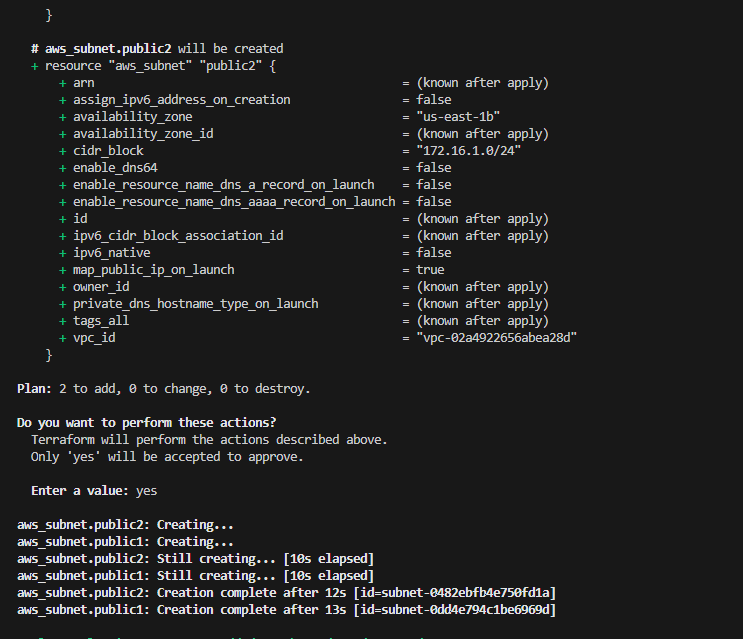 }
# aws_subnet.public2 will be created
+ resource "aws_subnet" "public2" {
+ arn = (known after apply)
+ assign_ipv6_address_on_creation = false
+ availability_zone = "us-east-1b"
+ availability_zone_id = (known after apply)
+ cidr_block = "172.16.1.0/24"
+ enable_dns64 = false
+ enable_resource_name_dns_a_record_on_launch = false
+ enable_resource_name_dns_aaaa_record_on_launch = false
+ id = (known after apply)
+ ipv6_cidr_block_association_id = (known after apply)
+ ipv6_native = false
+ map_public_ip_on_launch = true
+ owner_id = (known after apply)
+ private_dns_hostname_type_on_launch = (known after apply)
+ tags_all = (known after apply)
+ vpc_id = "vpc-02a4922656abea28d"
}
Plan: 2 to add, 0 to change, 0 to destroy.
Do you want to perform these actions?
Terraform will perform the actions described above.
Only 'yes' will be accepted to approve.
Enter a value: yes
aws_subnet.public2: Creating...
aws_subnet.public1: Creating...
aws_subnet.public2: Still creating... [10s elapsed]
aws_subnet.public1: Still creating... [10s elapsed]
aws_subnet.public2: Creation complete after 12s [id=subnet-0482ebfb4e750fd1a]
aws_subnet.public1: Creation complete after 13s [id=subnet-0dd4e794c1be6969d]